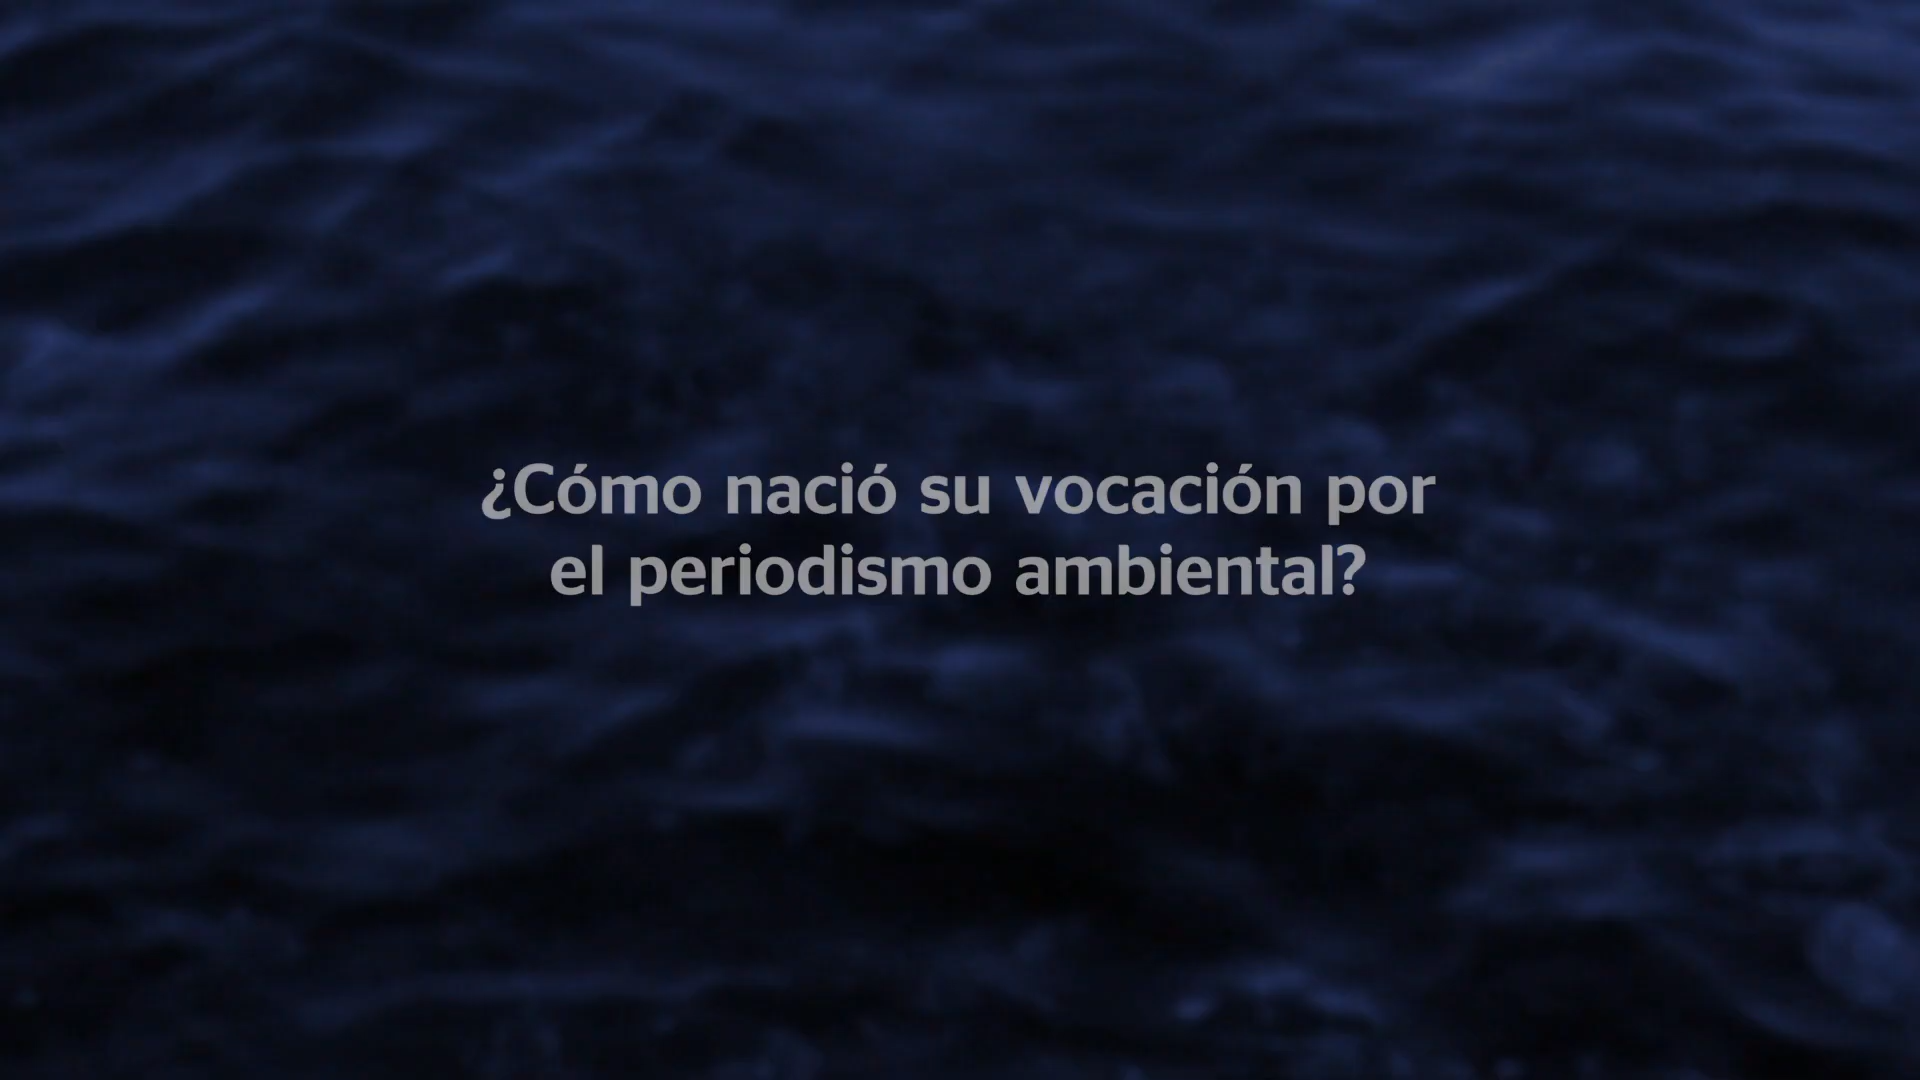 ¿Cómo nació su vocación por
el periodismo ambiental?